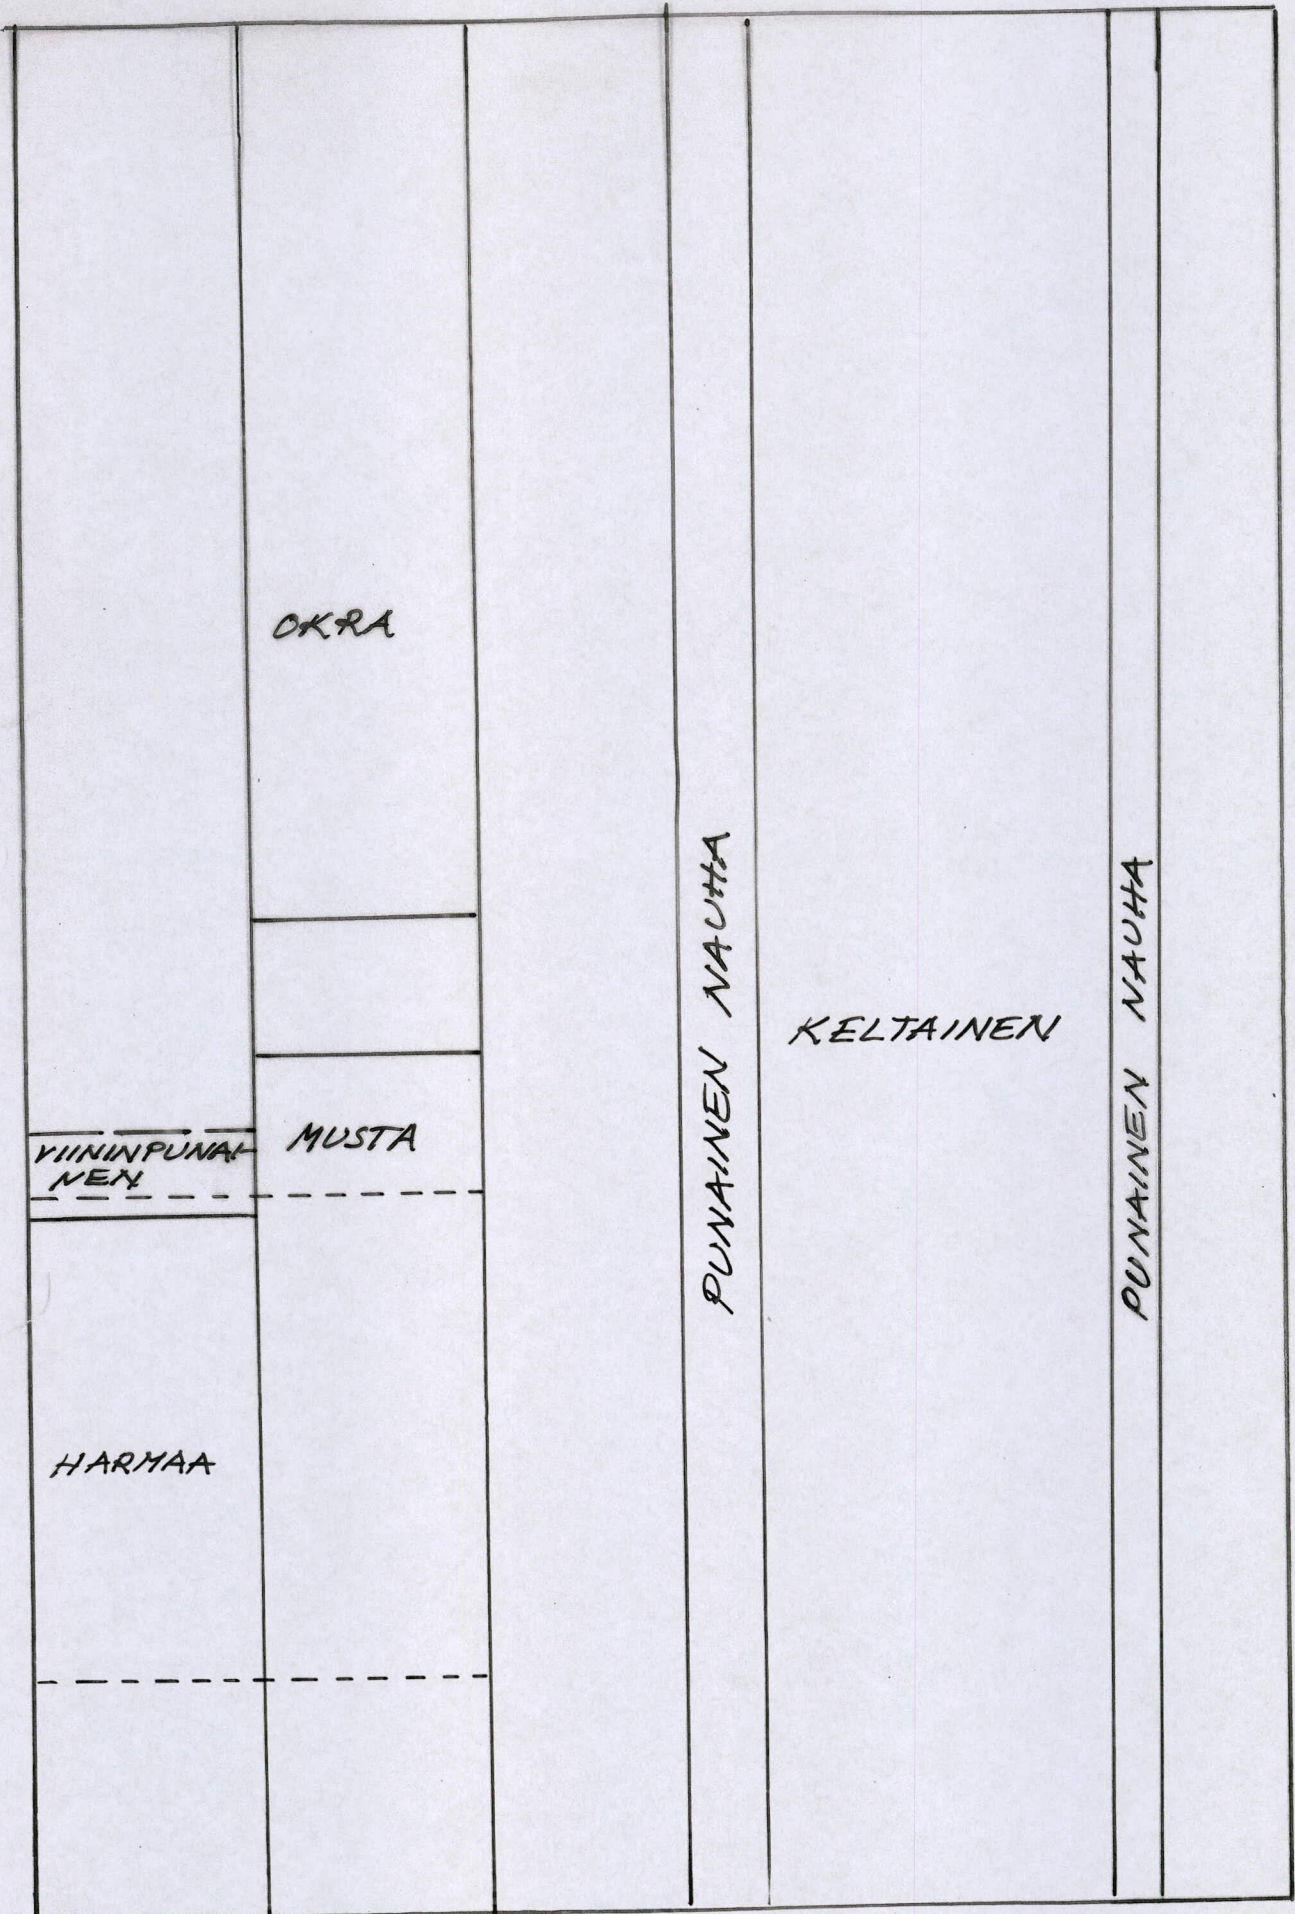 OKRA
PUNAINEN NAUHA
KELTAINEN
PUNAINEN NAUHA
MUSTA
VIININPUNAI-
NEN
HARMAA